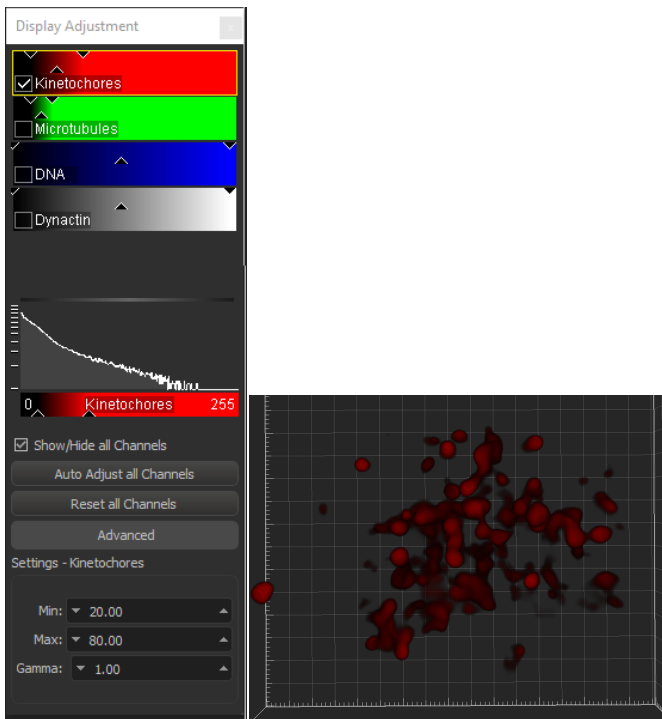 Display Adjustment
x
Kinetochores
Microtubules
DNA
Dynactin
0 Kinetochores 255
Show/Hide all Channels
Auto Adjust all Channels
Reset all Channels
Advanced
Settings - Kinetochores
Min: 20.00
Max: 80.00
Gamma: 1.00